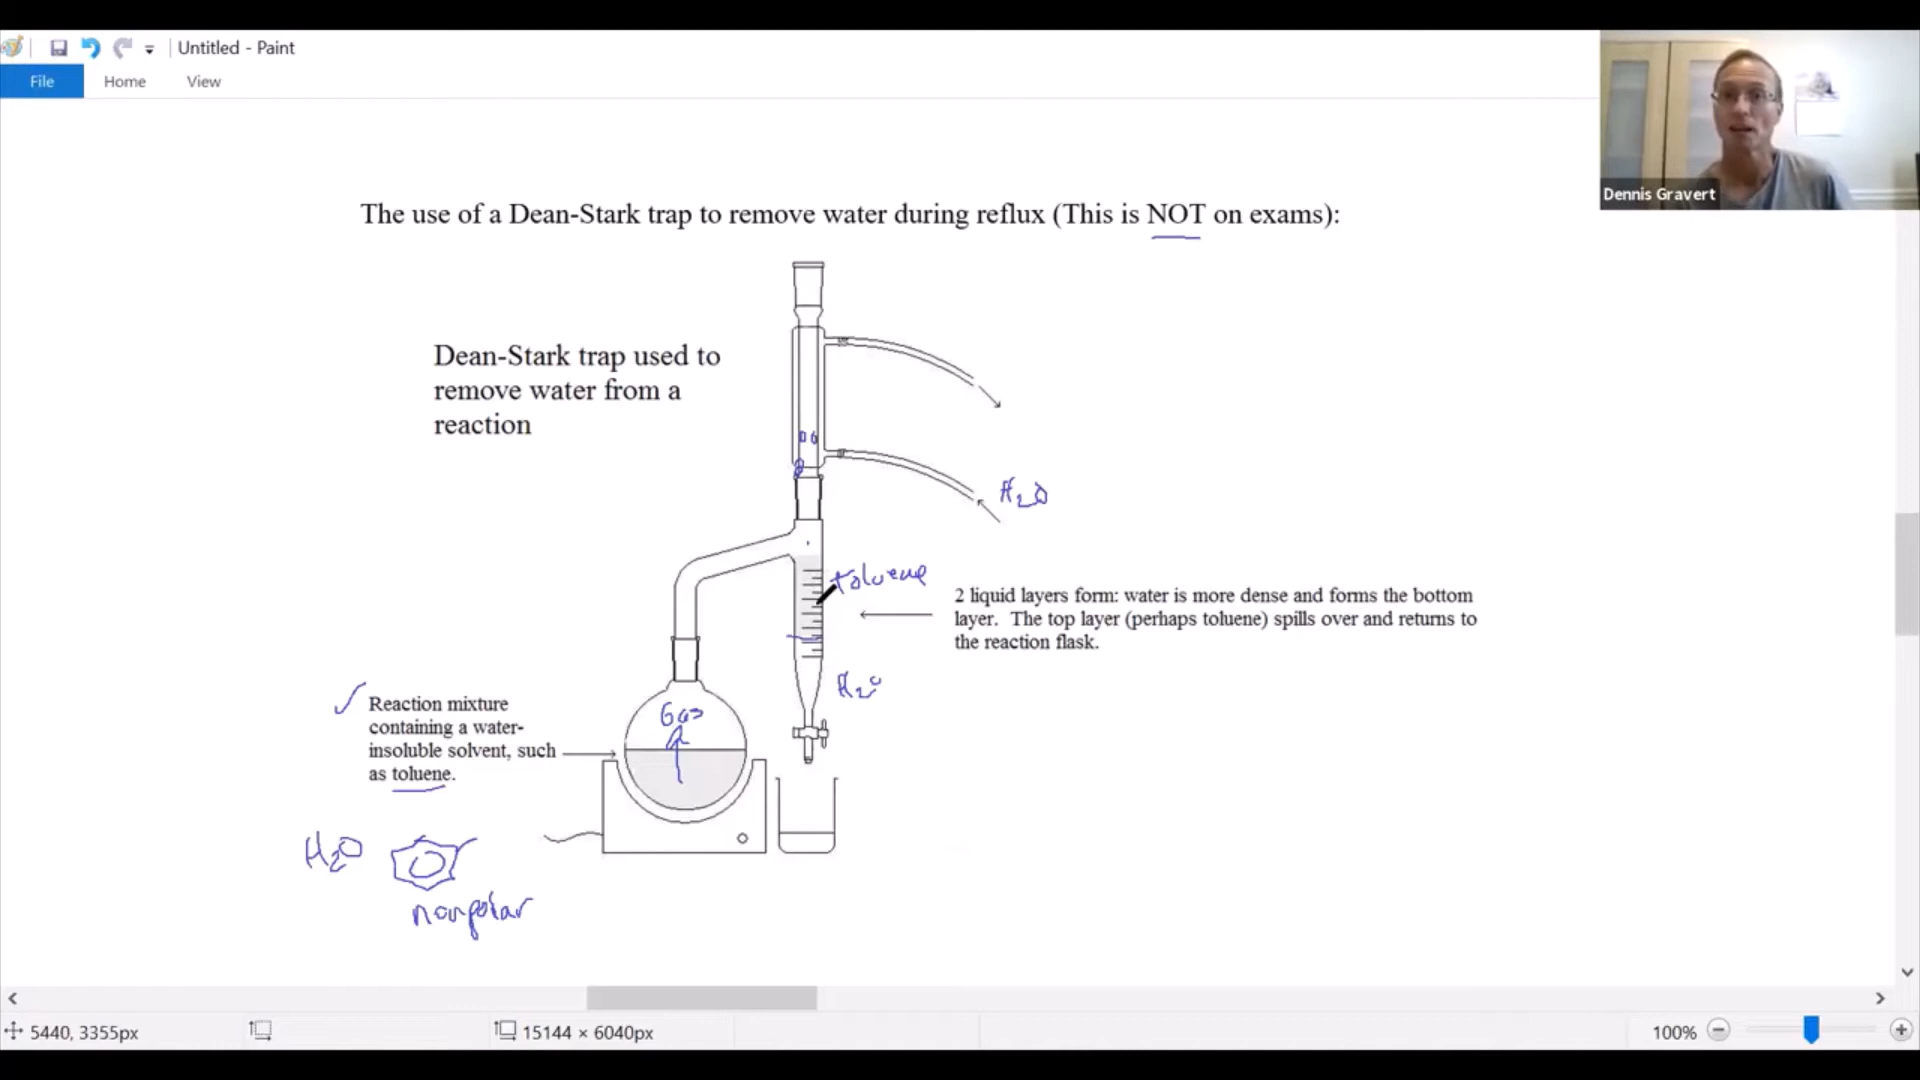 Untitled - Paint
File Home View
Dennis Gravert
The use of a Dean-Stark trap to remove water during reflux (This is NOT on exams):
Dean-Stark trap used to
remove water from a
reaction
H2O
toluene
2 liquid layers form: water is more dense and forms the bottom
layer. The top layer (perhaps toluene) spills over and returns to
the reaction flask.
H2O
Reaction mixture
containing a water-
insoluble solvent, such
as toluene.
Gas
H2O
nonpolar
5440, 3355px
15144 × 6040px
100%